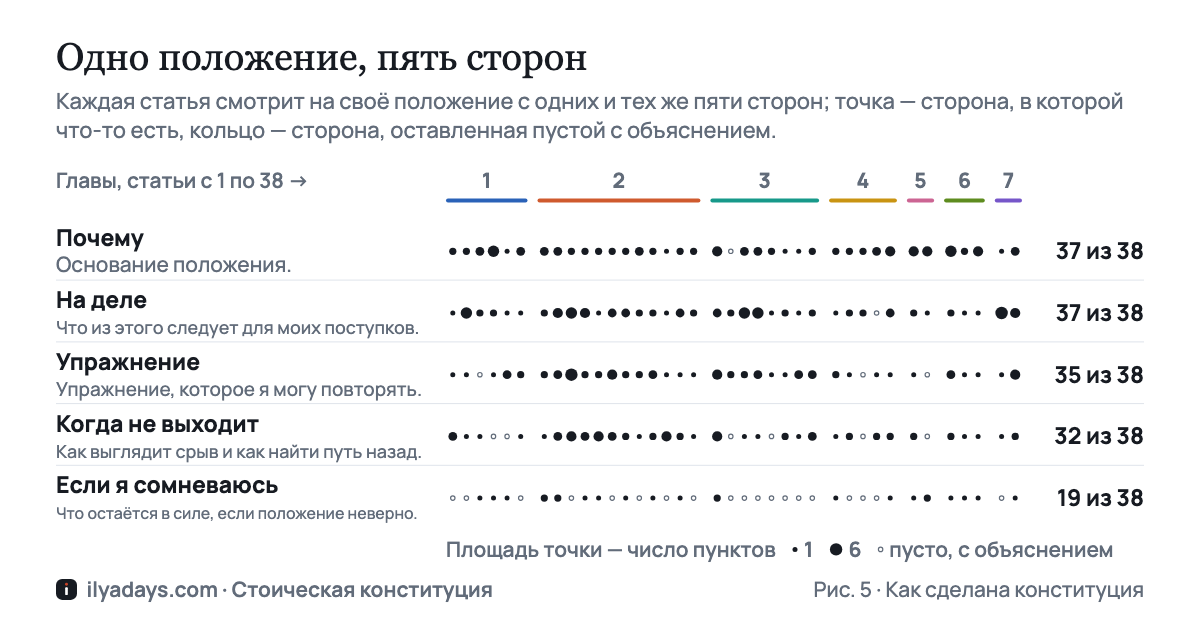 Одно положение, пять сторон
Каждая статья смотрит на своё положение с одних и тех же пяти сторон; точка — сторона, в которой
что-то есть, кольцо — сторона, оставленная пустой с объяснением.
Главы, статьи с 1 по 38 → 1 2 3 4 5 6 7
Почему
Основание положения.
37 из 38
На деле
Что из этого следует для моих поступков.
37 из 38
Упражнение
Упражнение, которое я могу повторять.
35 из 38
Когда не выходит
Как выглядит срыв и как найти путь назад.
32 из 38
Если я сомневаюсь
Что остаётся в силе, если положение неверно.
19 из 38
Площадь точки — число пунктов 1 6 пусто, с объяснением
i ilyadays.com · Стоическая конституция
Рис. 5 · Как сделана конституция